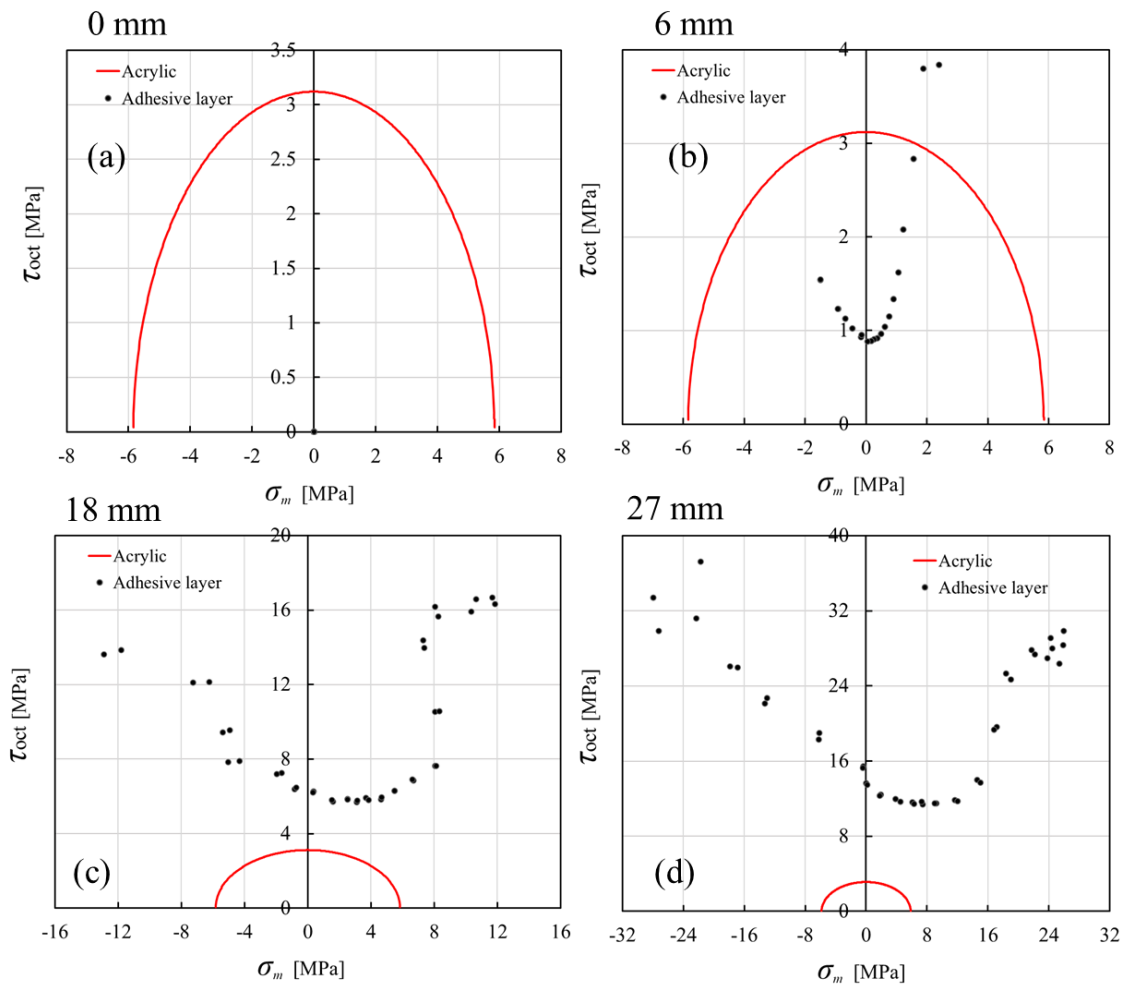 0 mm
3.5
3
2.5
2
1.5
1
0.5
0
Acrylic
Adhesive layer
(a)
τoct [MPa]
-8 -6 -4 -2 0 2 4 6 8
σm [MPa]
6 mm
4
3
2
1
0
Acrylic
Adhesive layer
(b)
τoct [MPa]
-8 -6 -4 -2 0 2 4 6 8
σm [MPa]
18 mm
20
16
12
8
4
0
Acrylic
Adhesive layer
(c)
τoct [MPa]
-16 -12 -8 -4 0 4 8 12 16
σm [MPa]
27 mm
40
32
24
16
8
0
Acrylic
Adhesive layer
(d)
τoct [MPa]
-32 -24 -16 -8 0 8 16 24 32
σm [MPa]